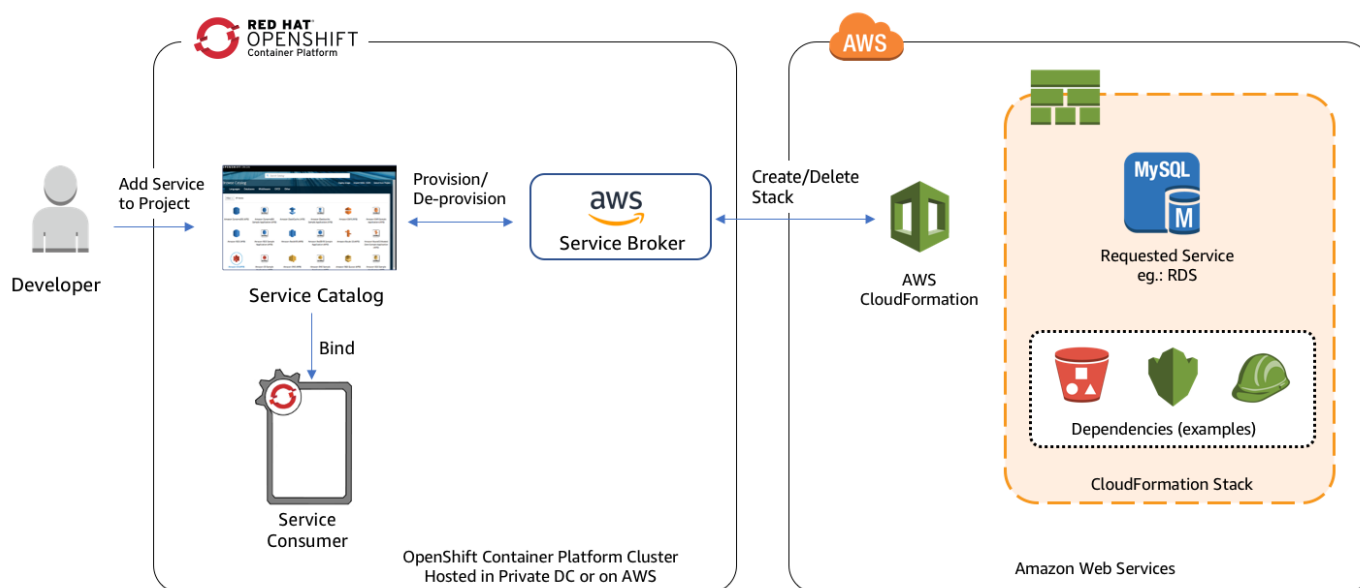 RED HAT®
OPENSHIFT
Container Platform
AWS
Add Service
to Project
Provision/
De-provision
aws
Service Broker
Create/Delete
Stack
MySQL
M
Requested Service
eg.: RDS
Developer
Service Catalog
AWS
CloudFormation
Bind
Dependencies (examples)
CloudFormation Stack
Service
Consumer
OpenShift Container Platform Cluster
Hosted in Private DC or on AWS
Amazon Web Services